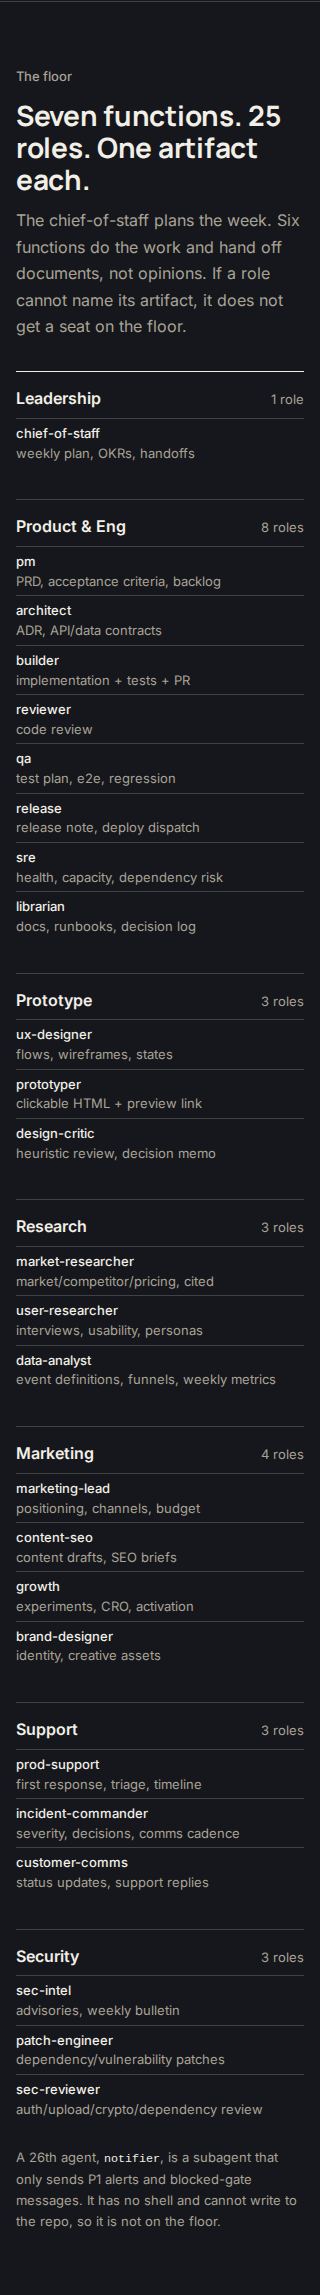 The floor
Seven functions. 25
roles. One artifact
each.
The chief-of-staff plans the week. Six
functions do the work and hand off
documents, not opinions. If a role
cannot name its artifact, it does not
get a seat on the floor.
Leadership 1 role
chief-of-staff
weekly plan, OKRs, handoffs
Product & Eng 8 roles
pm
PRD, acceptance criteria, backlog
architect
ADR, API/data contracts
builder
implementation + tests + PR
reviewer
code review
qa
test plan, e2e, regression
release
release note, deploy dispatch
sre
health, capacity, dependency risk
librarian
docs, runbooks, decision log
Prototype 3 roles
ux-designer
flows, wireframes, states
prototyper
clickable HTML + preview link
design-critic
heuristic review, decision memo
Research 3 roles
market-researcher
market/competitor/pricing, cited
user-researcher
interviews, usability, personas
data-analyst
event definitions, funnels, weekly metrics
Marketing 4 roles
marketing-lead
positioning, channels, budget
content-seo
content drafts, SEO briefs
growth
experiments, CRO, activation
brand-designer
identity, creative assets
Support 3 roles
prod-support
first response, triage, timeline
incident-commander
severity, decisions, comms cadence
customer-comms
status updates, support replies
Security 3 roles
sec-intel
advisories, weekly bulletin
patch-engineer
dependency/vulnerability patches
sec-reviewer
auth/upload/crypto/dependency review
A 26th agent, notifier, is a subagent that
only sends P1 alerts and blocked-gate
messages. It has no shell and cannot write to
the repo, so it is not on the floor.